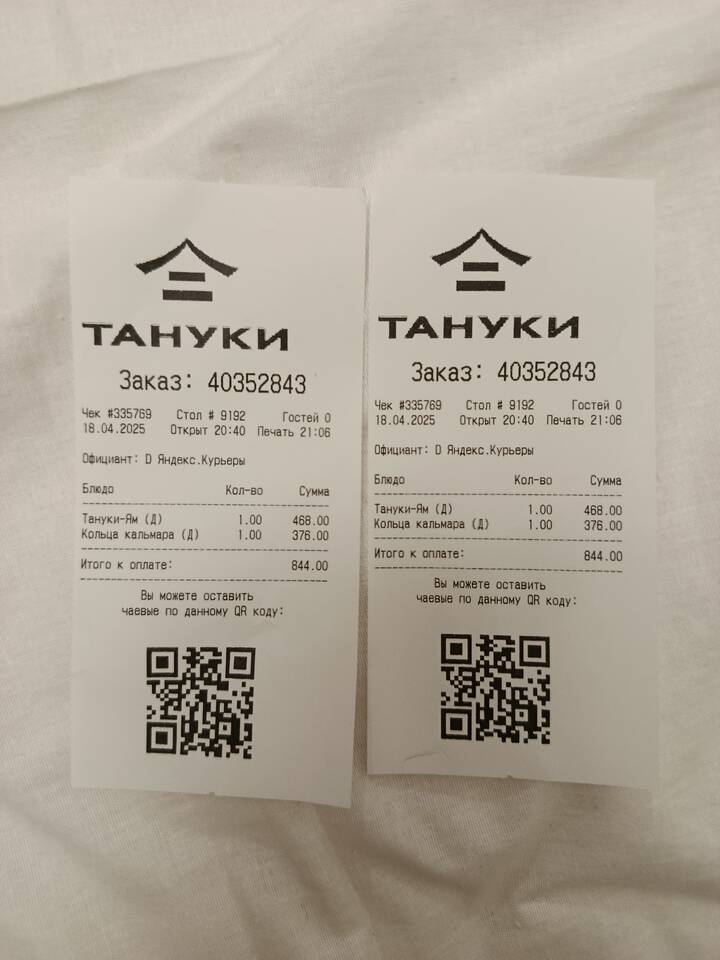 ТАНУКИ
Заказ: 40352843
Чек #335769 Стол # 9192 Гостей 0
18.04.2025 Открыт 20:40 Печать 21:06
Официант: D Яндекс.Курьеры
Блюдо Кол-во Сумма
Тануки-Ям (Д) 1.00 468.00
Кольца кальмара (Д) 1.00 376.00
Итого к оплате: 844.00
Вы можете оставить
чаевые по данному QR коду:
ТАНУКИ
Заказ: 40352843
Чек #335769 Стол # 9192 Гостей 0
18.04.2025 Открыт 20:40 Печать 21:06
Официант: D Яндекс.Курьеры
Блюдо Кол-во Сумма
Тануки-Ям (Д) 1.00 468.00
Кольца кальмара (Д) 1.00 376.00
Итого к оплате: 844.00
Вы можете оставить
чаевые по данному QR коду: